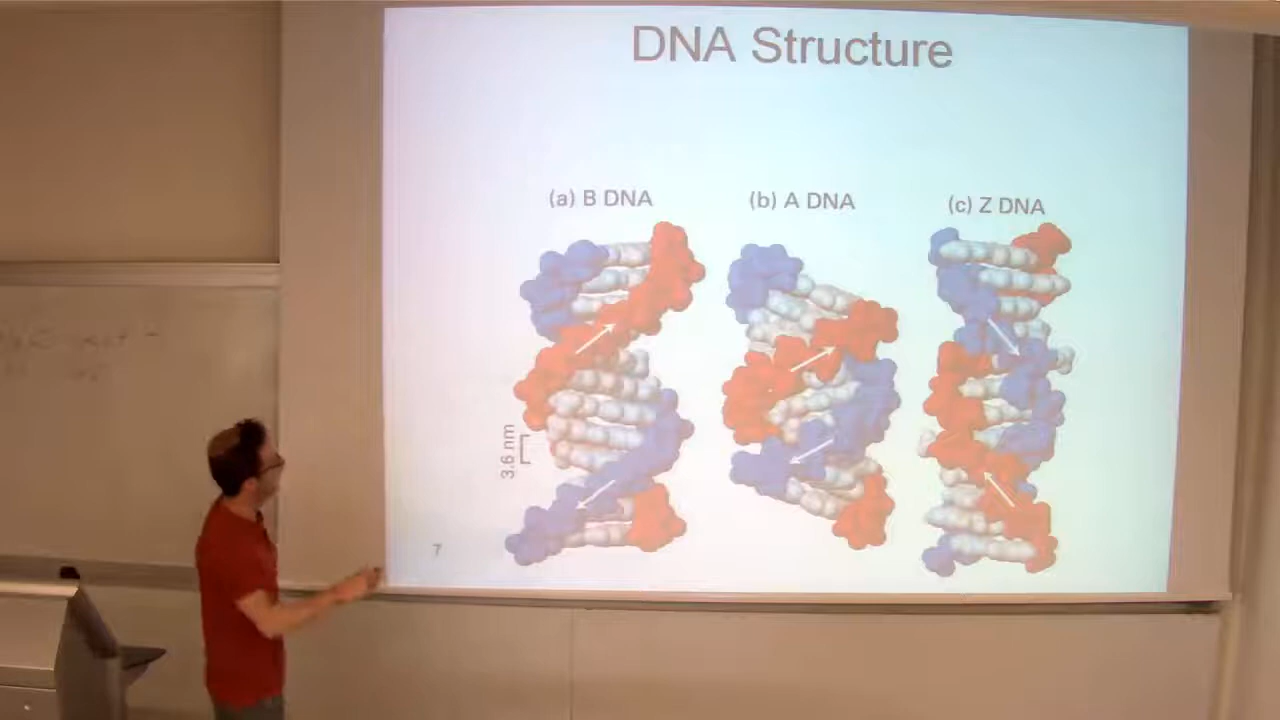 DNA Structure
(a) B DNA
(b) A DNA
(c) Z DNA
3.6 nm
7